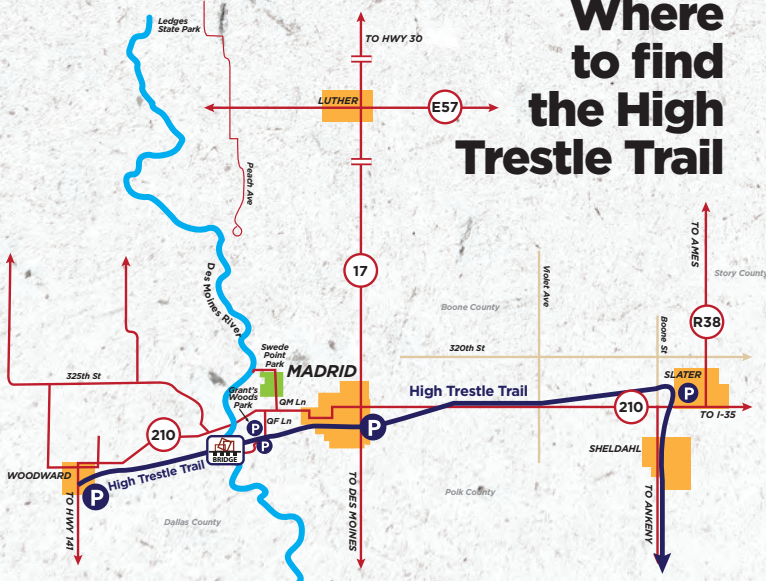 Where
to find
the High
Trestle Trail
Ledges
State Park
TO HWY 30
LUTHER
E57
Peach Ave
TO AMES
Story County
Des Moines River
17
Violet Ave
Boone County
Boone St
R38
320th St
Swede
Point
Park
MADRID
325th St
SLATER
Grant's
Woods
Park
QM Ln
High Trestle Trail
P
210
TO I-35
QF Ln
P
P
210
P
BRIDGE
SHELDAHL
WOODWARD
High Trestle Trail
P
TO HWY 141
TO DES MOINES
TO ANKENY
Polk County
Dallas County